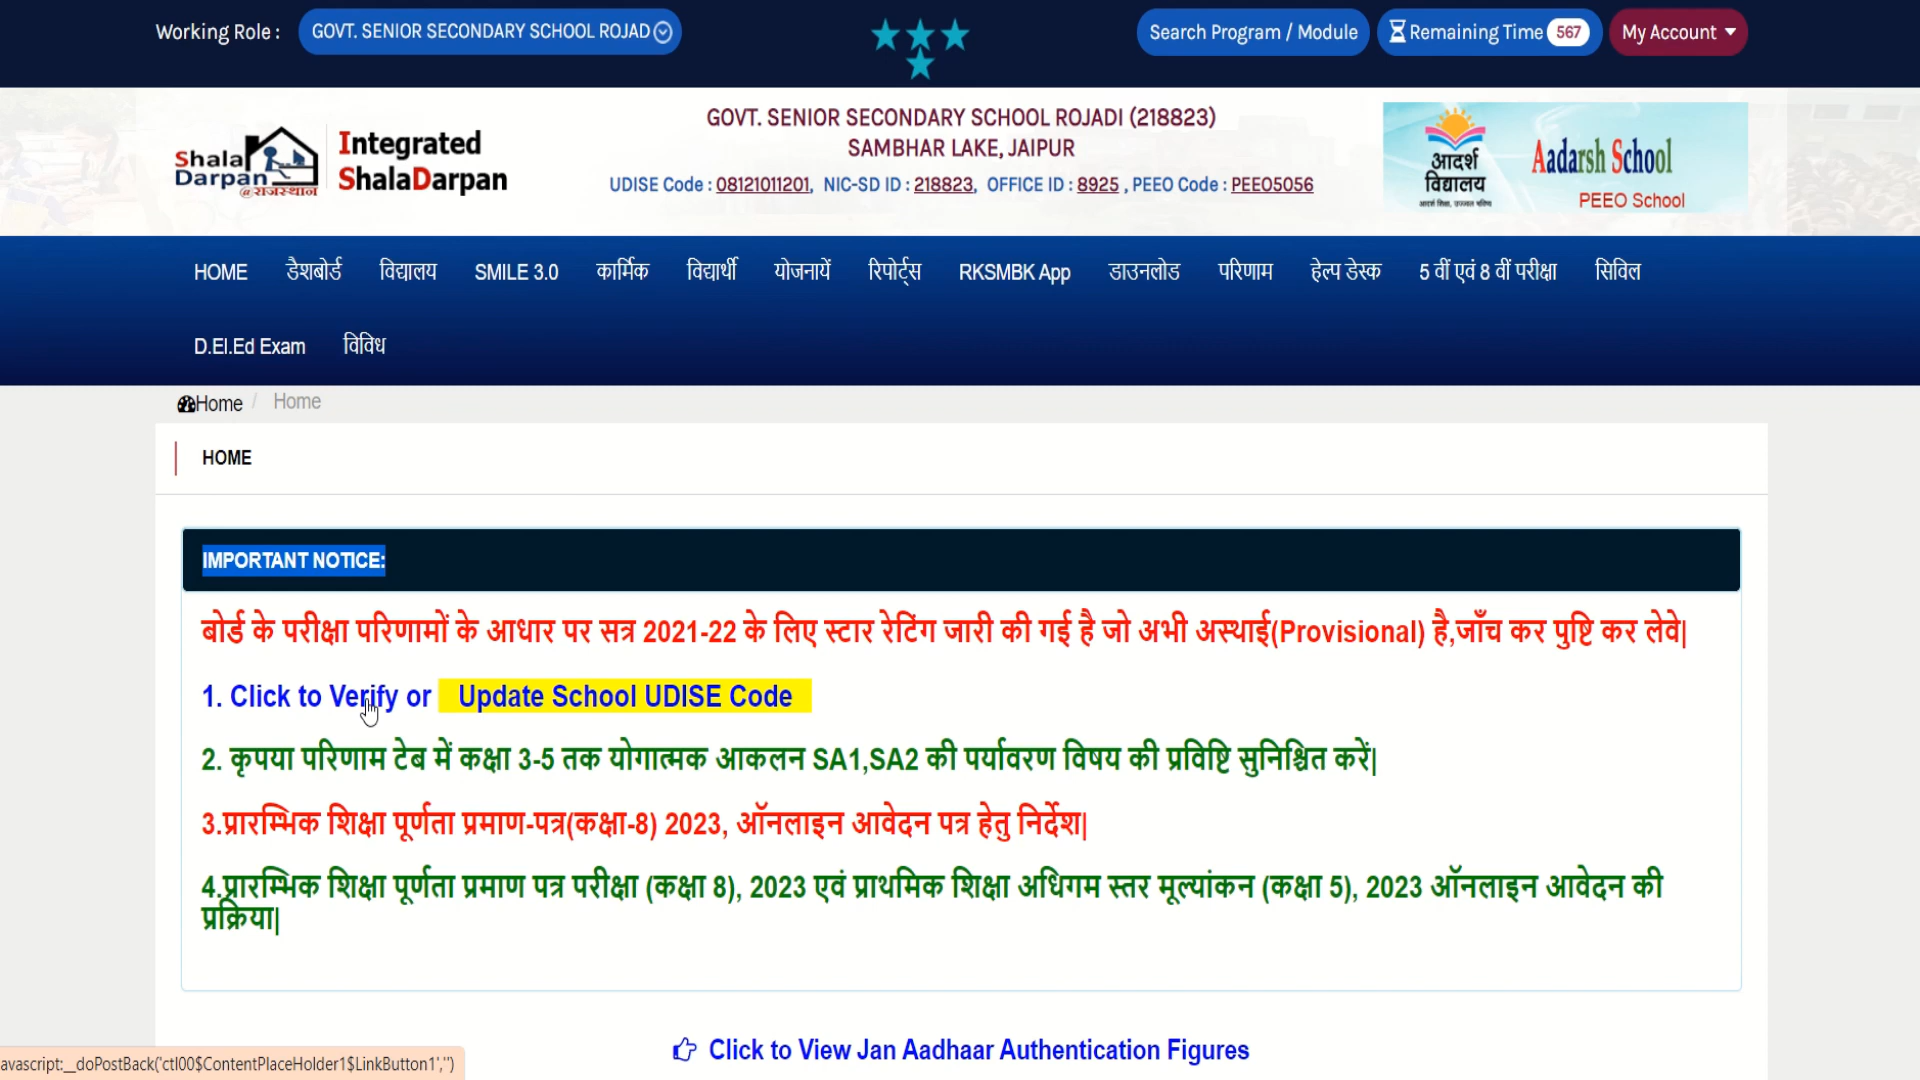 Working Role : GOVT. SENIOR SECONDARY SCHOOL ROJAD Search Program / Module Remaining Time 567 My Account
Shala Darpan @राजस्थान
Integrated ShalaDarpan
GOVT. SENIOR SECONDARY SCHOOL ROJADI (218823)
SAMBHAR LAKE, JAIPUR
UDISE Code : 08121011201, NIC-SD ID : 218823, OFFICE ID : 8925 , PEEO Code : PEEO5056
आदर्श विद्यालय
Aadarsh School
PEEO School
HOME डैशबोर्ड विद्यालय SMILE 3.0 कार्मिक विद्यार्थी योजनायें रिपोर्ट्स RKSMBK App डाउनलोड परिणाम हेल्प डेस्क 5 वीं एवं 8 वीं परीक्षा सिविल
D.El.Ed Exam विविध
Home / Home
HOME
IMPORTANT NOTICE:
बोर्ड के परीक्षा परिणामों के आधार पर सत्र 2021-22 के लिए स्टार रेटिंग जारी की गई है जो अभी अस्थाई(Provisional) है,जाँच कर पुष्टि कर लेवे|
1. Click to Verify or Update School UDISE Code
2. कृपया परिणाम टेब में कक्षा 3-5 तक योगात्मक आकलन SA1,SA2 की पर्यावरण विषय की प्रविष्टि सुनिश्चित करें|
3.प्रारम्भिक शिक्षा पूर्णता प्रमाण-पत्र(कक्षा-8) 2023, ऑनलाइन आवेदन पत्र हेतु निर्देश|
4.प्रारम्भिक शिक्षा पूर्णता प्रमाण पत्र परीक्षा (कक्षा 8), 2023 एवं प्राथमिक शिक्षा अधिगम स्तर मूल्यांकन (कक्षा 5), 2023 ऑनलाइन आवेदन की
प्रक्रिया|
Click to View Jan Aadhaar Authentication Figures
avascript:__doPostBack('ctl00$ContentPlaceHolder1$LinkButton1','')